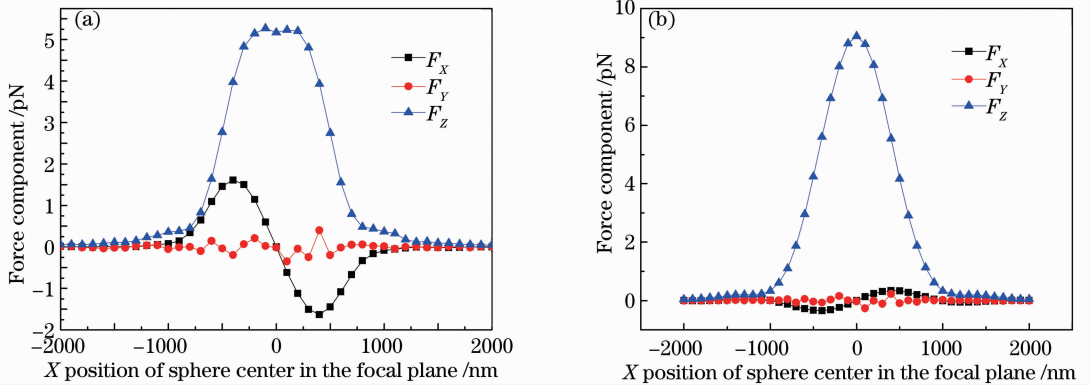 (a)
F_X
F_Y
F_Z
Force component /pN
5
4
3
2
1
0
−1
−2
−2000 −1000 0 1000 2000
X position of sphere center in the focal plane /nm
(b)
F_X
F_Y
F_Z
Force component /pN
10
8
6
4
2
0
−2000 −1000 0 1000 2000
X position of sphere center in the focal plane /nm